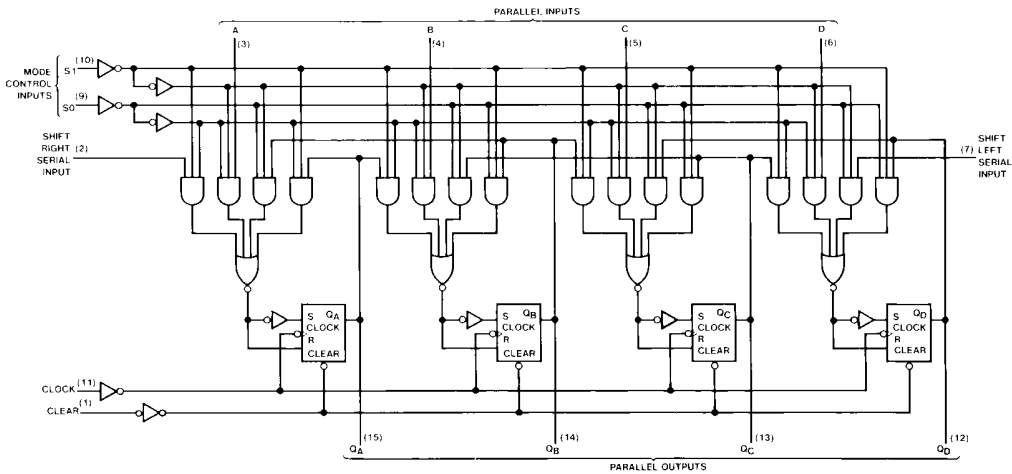 PARALLEL INPUTS
A B C D
(3) (4) (5) (6)
MODE CONTROL INPUTS
S1 (10)
S0 (9)
SHIFT RIGHT SERIAL INPUT (2)
(7) SHIFT LEFT SERIAL INPUT
S QA
CLOCK
R
CLEAR
S QB
CLOCK
R
CLEAR
S QC
CLOCK
R
CLEAR
S QD
CLOCK
R
CLEAR
CLOCK (11)
CLEAR (1)
(15) (14) (13) (12)
QA QB QC QD
PARALLEL OUTPUTS